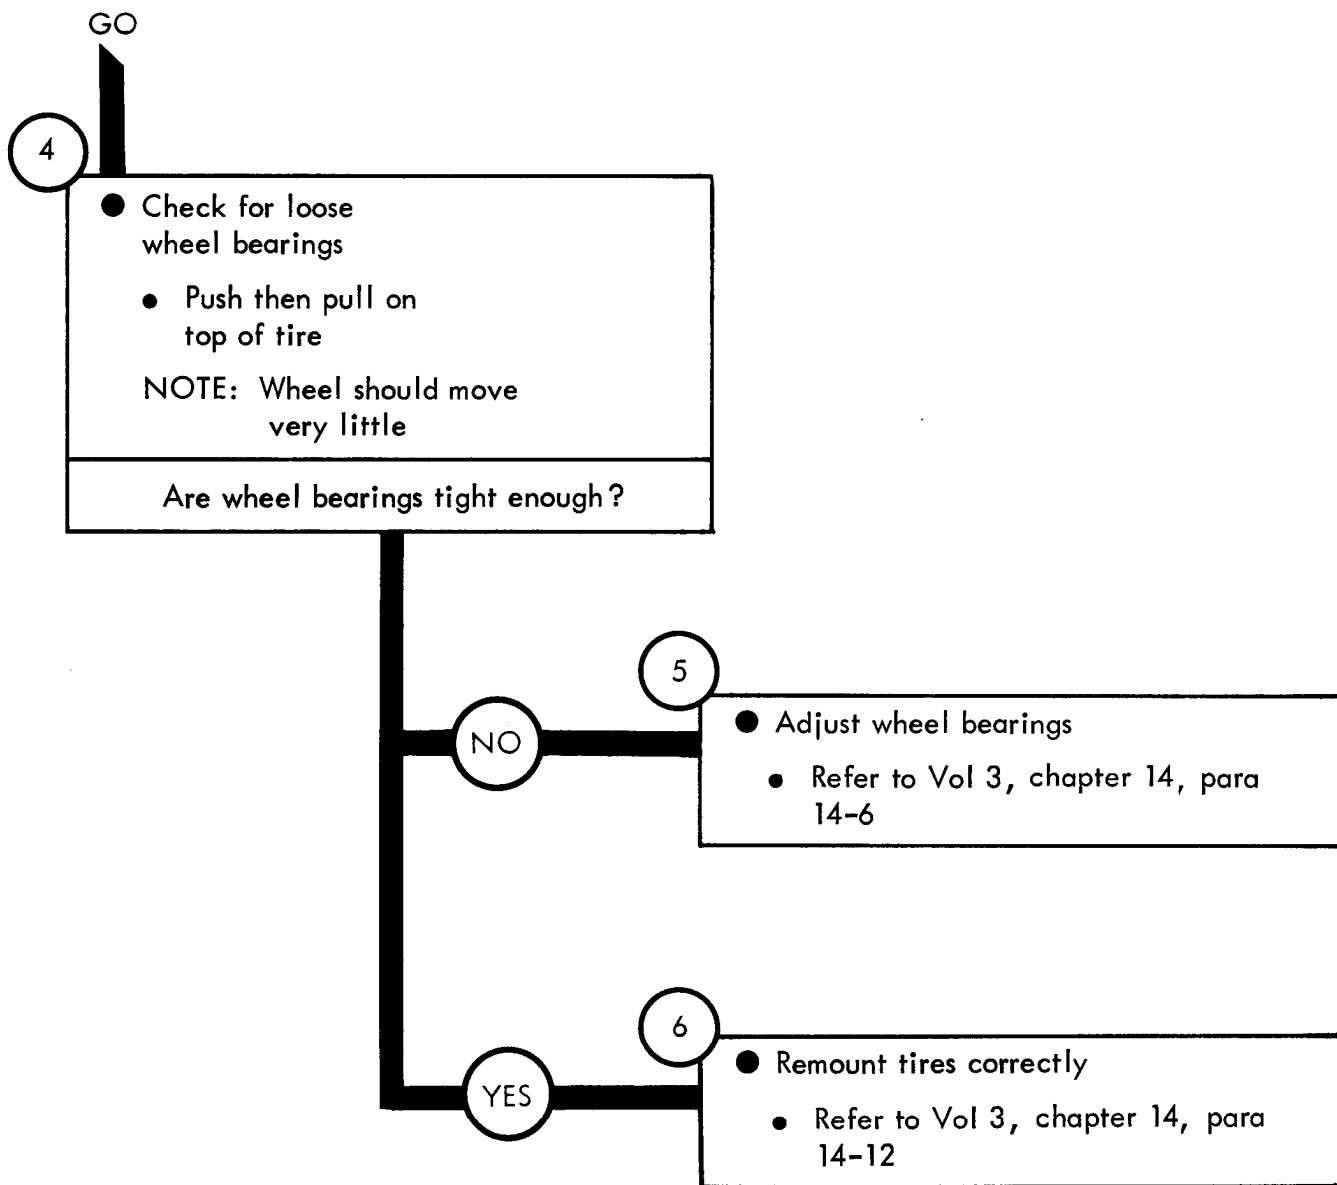 GO
4
● Check for loose
wheel bearings
● Push then pull on
top of tire
NOTE: Wheel should move
very little
Are wheel bearings tight enough?
5
NO
● Adjust wheel bearings
● Refer to Vol 3, chapter 14, para
14-6
6
YES
● Remount tires correctly
● Refer to Vol 3, chapter 14, para
14-12